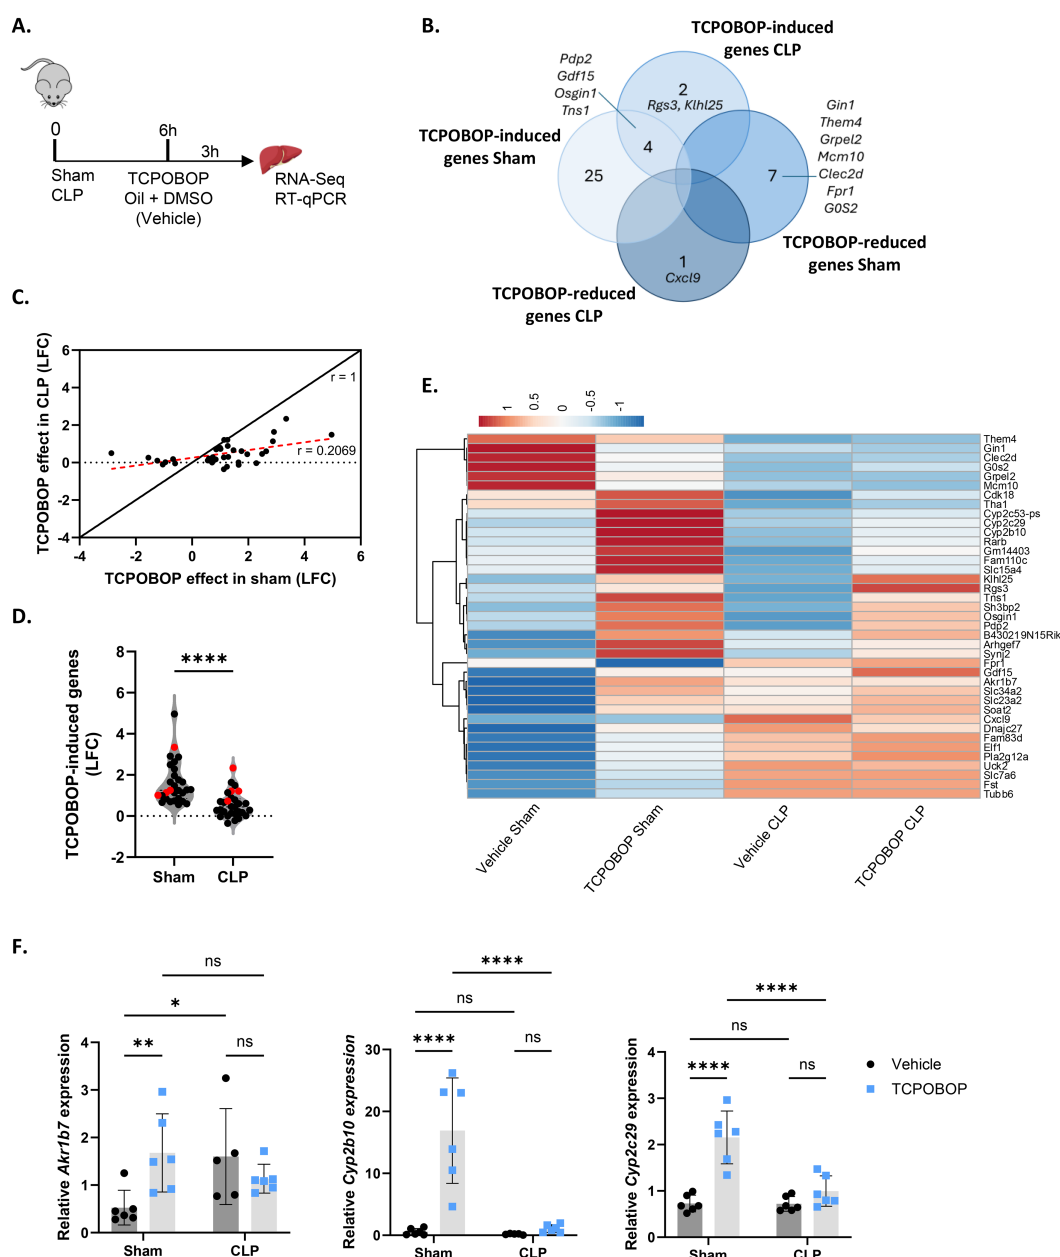 A.
0
6h
3h
Sham
CLP
TCPOBOP
Oil + DMSO
(Vehicle)
RNA-Seq
RT-qPCR
B.
TCPOBOP-induced
genes CLP
Pdp2
Gdf15
Osgin1
Tns1
2
Rgs3, Klhl25
TCPOBOP-induced
genes Sham
4
25
7
Gin1
Them4
Grpel2
Mcm10
Clec2d
Fpr1
G0S2
TCPOBOP-reduced
genes Sham
1
Cxcl9
TCPOBOP-reduced
genes CLP
C.
TCPOBOP effect in CLP (LFC)
6
4
2
0
-2
-4
-4
-2
0
2
4
6
r = 1
r = 0.2069
TCPOBOP effect in sham (LFC)
D.
TCPOBOP-induced genes
(LFC)
8
6
4
2
0
-2
****
Sham
CLP
E.
1
0.5
0
-0.5
-1
Them4
Gin1
Clec2d
G0s2
Grpel2
Mcm10
Cdk18
Tha1
Cyp2c53-ps
Cyp2c29
Cyp2b10
Rarb
Gm14403
Fam110c
Slc15a4
Klhl25
Rgs3
Tns1
Sh3bp2
Osgin1
Pdp2
B430219N15Rik
Arhgef7
Synj2
Fpr1
Gdf15
Akr1b7
Slc34a2
Slc23a2
Soat2
Cxcl9
Dnajc27
Fam83d
Elf1
Pla2g12a
Uck2
Slc7a6
Fst
Tubb6
Vehicle Sham
TCPOBOP Sham
Vehicle CLP
TCPOBOP CLP
F.
Relative Akr1b7 expression
4
3
2
1
0
ns
*
**
ns
Sham
CLP
Relative Cyp2b10 expression
30
20
10
0
****
ns
****
ns
Sham
CLP
Relative Cyp2c29 expression
4
3
2
1
0
****
ns
****
ns
Sham
CLP
Vehicle
TCPOBOP